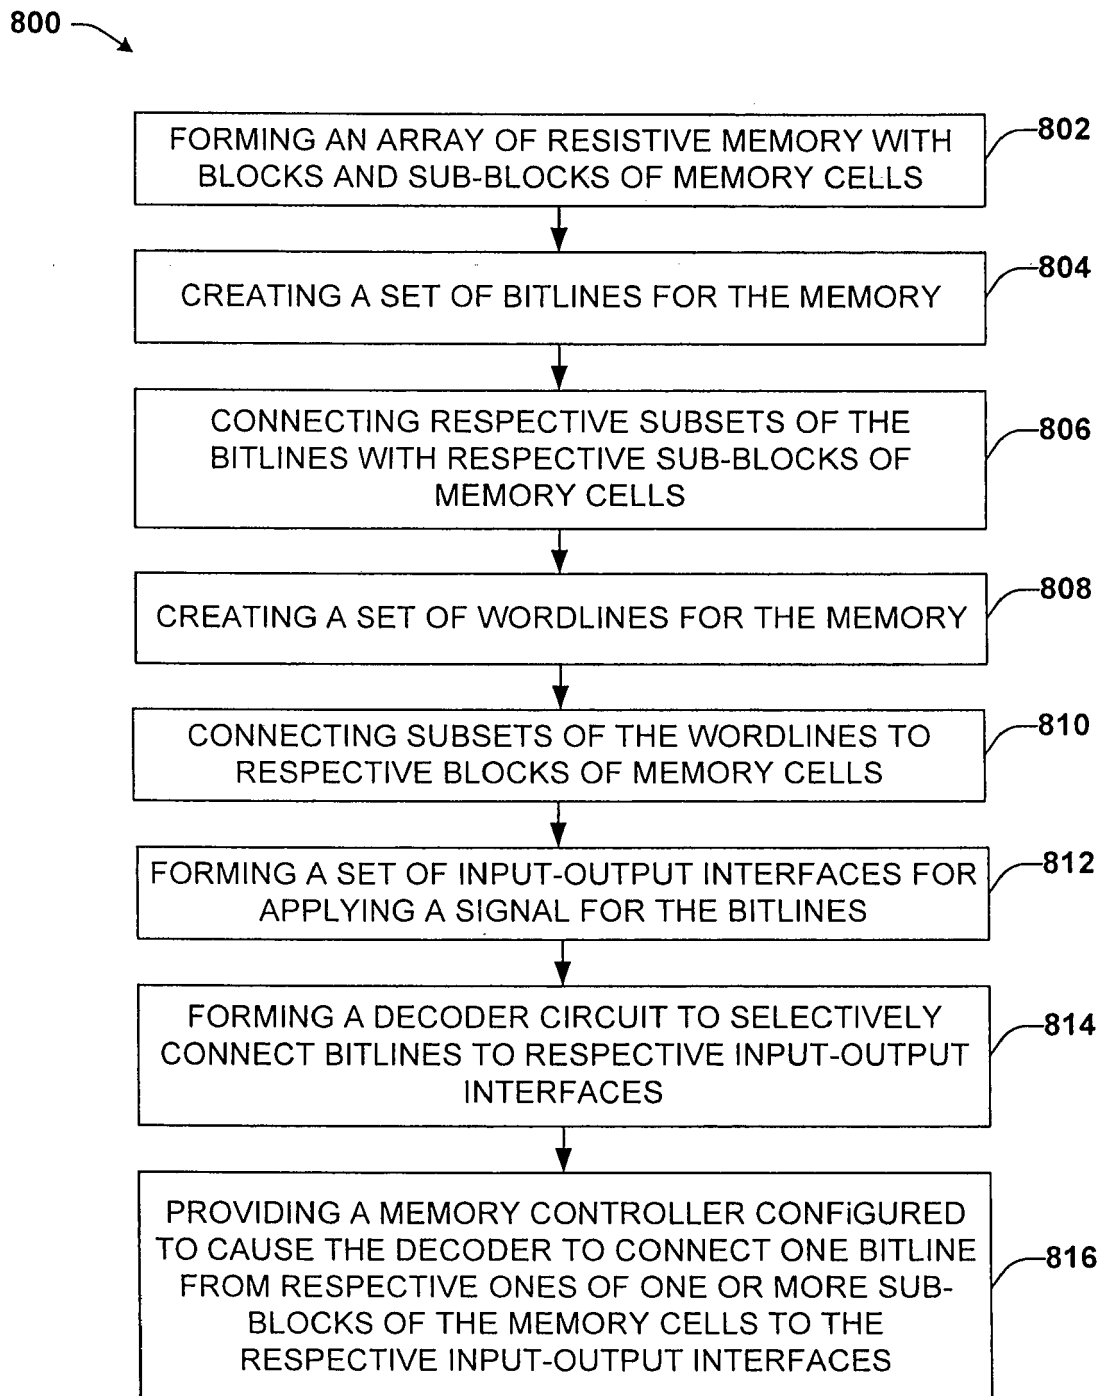 800
FORMING AN ARRAY OF RESISTIVE MEMORY WITH
BLOCKS AND SUB-BLOCKS OF MEMORY CELLS
802
CREATING A SET OF BITLINES FOR THE MEMORY
804
CONNECTING RESPECTIVE SUBSETS OF THE
BITLINES WITH RESPECTIVE SUB-BLOCKS OF
MEMORY CELLS
806
CREATING A SET OF WORDLINES FOR THE MEMORY
808
CONNECTING SUBSETS OF THE WORDLINES TO
RESPECTIVE BLOCKS OF MEMORY CELLS
810
FORMING A SET OF INPUT-OUTPUT INTERFACES FOR
APPLYING A SIGNAL FOR THE BITLINES
812
FORMING A DECODER CIRCUIT TO SELECTIVELY
CONNECT BITLINES TO RESPECTIVE INPUT-OUTPUT
INTERFACES
814
PROVIDING A MEMORY CONTROLLER CONFiGURED
TO CAUSE THE DECODER TO CONNECT ONE BITLINE
FROM RESPECTIVE ONES OF ONE OR MORE SUB-
BLOCKS OF THE MEMORY CELLS TO THE
RESPECTIVE INPUT-OUTPUT INTERFACES
816